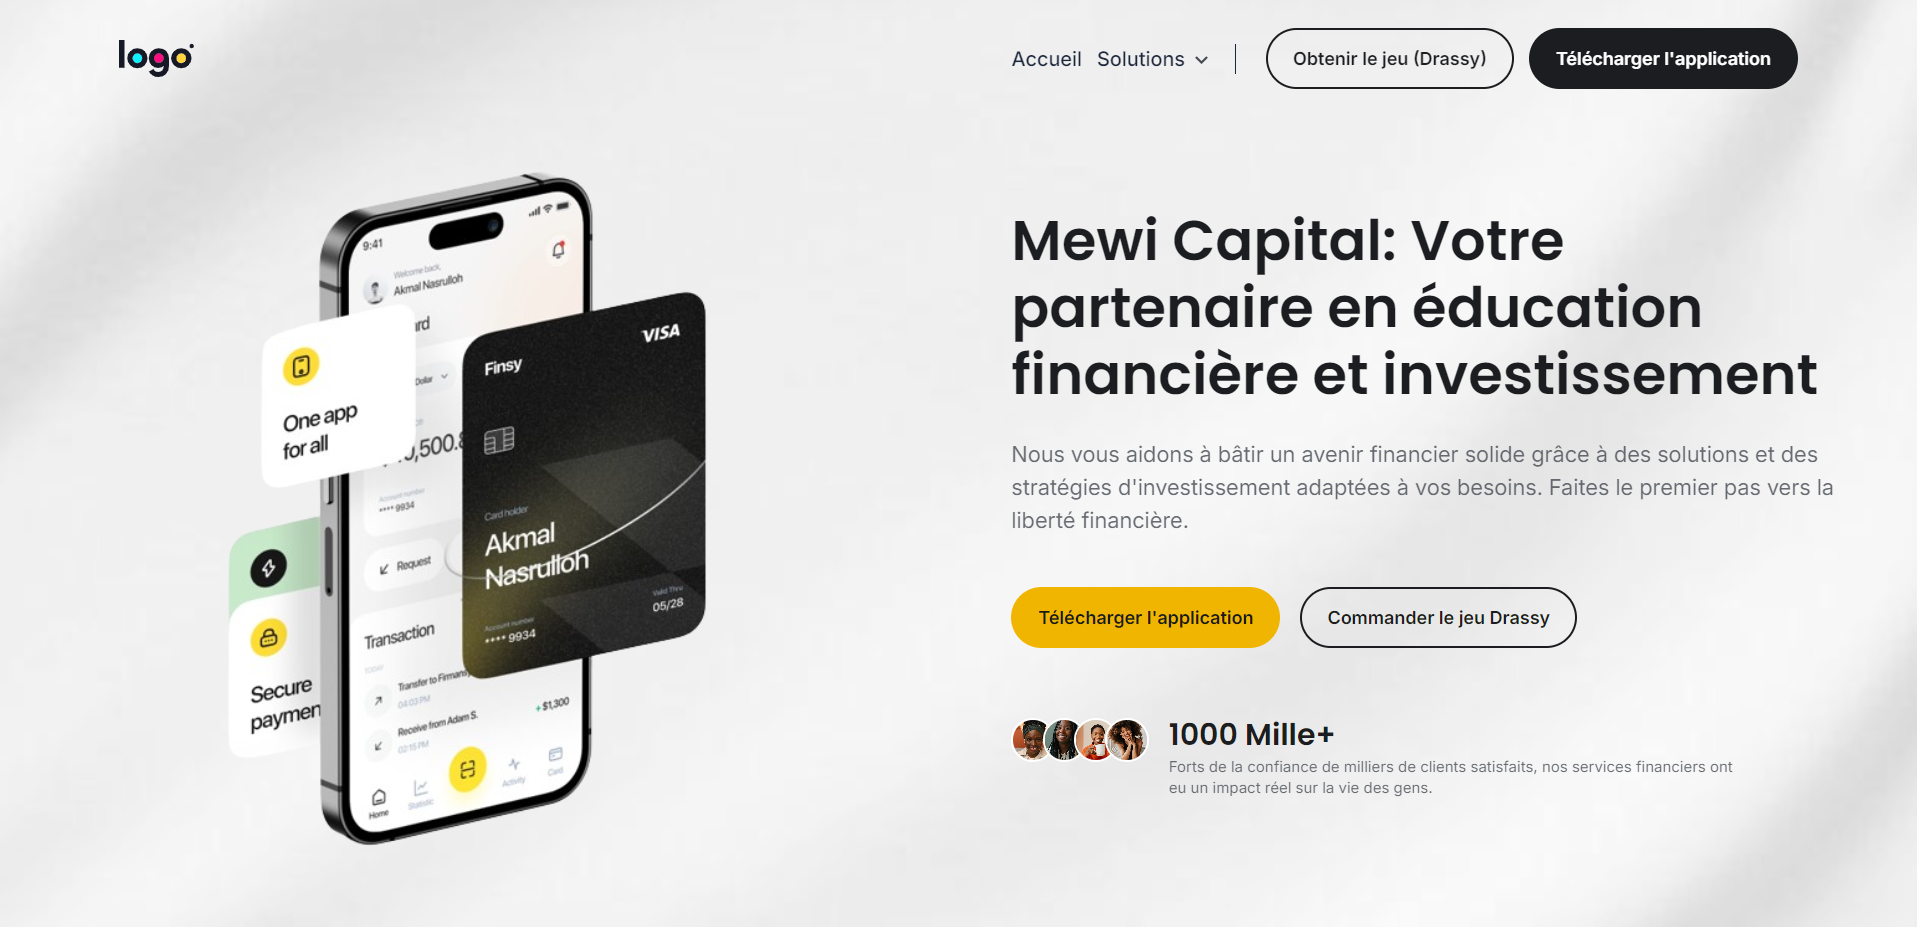 logo
Accueil Solutions
Obtenir le jeu (Drassy)
Télécharger l'application
9:41
Welcome back,
Akmal Nasrulloh
Dollar
Account number
**** 9934
Request
Transaction
TODAY
04:03 PM
Receive from Adam S.
02:15 PM
+$1,300
Home
Statistic
Activity
Card
One app
for all
Secure
VISA
Finsy
Card holder
Akmal
Nasrulloh
Valid Thru
05/28
Account number
**** 9934
Mewi Capital: Votre
partenaire en éducation
financière et investissement
Nous vous aidons à bâtir un avenir financier solide grâce à des solutions et des
stratégies d'investissement adaptées à vos besoins. Faites le premier pas vers la
liberté financière.
Télécharger l'application
Commander le jeu Drassy
1000 Mille+
Forts de la confiance de milliers de clients satisfaits, nos services financiers ont
eu un impact réel sur la vie des gens.